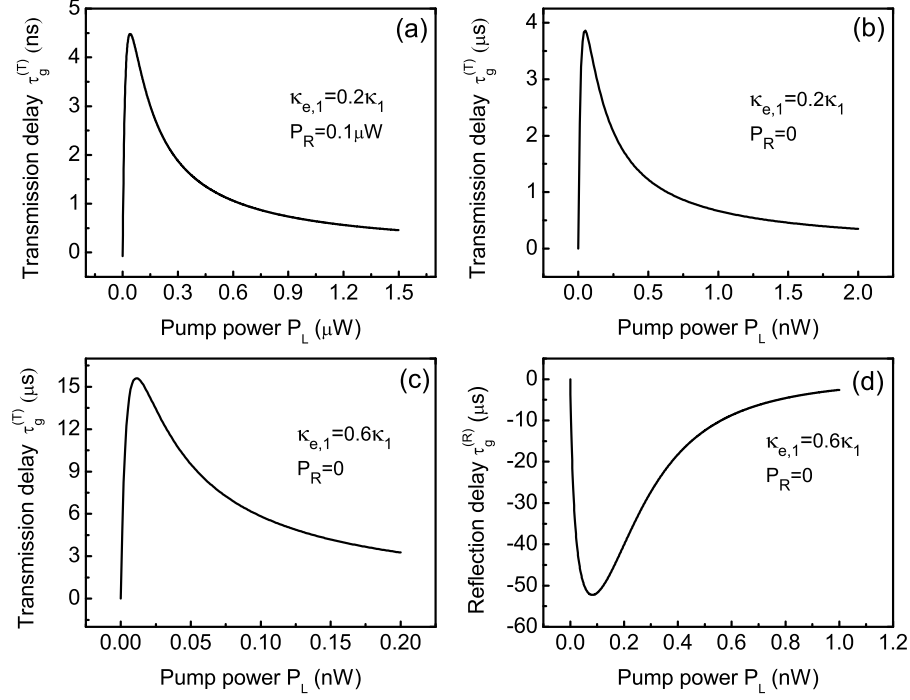 (a)
Transmission delay τg(T) (ns)
5
4
3
2
1
0
κe,1=0.2κ1
PR=0.1μW
0.0 0.3 0.6 0.9 1.2 1.5
Pump power PL (μW)
(b)
Transmission delay τg(T) (μs)
4
3
2
1
0
κe,1=0.2κ1
PR=0
0.0 0.5 1.0 1.5 2.0
Pump power PL (nW)
(c)
Transmission delay τg(T) (μs)
15
12
9
6
3
0
κe,1=0.6κ1
PR=0
0.00 0.05 0.10 0.15 0.20
Pump power PL (nW)
(d)
Reflection delay τg(R) (μs)
0
-10
-20
-30
-40
-50
-60
κe,1=0.6κ1
PR=0
0.0 0.2 0.4 0.6 0.8 1.0 1.2
Pump power PL (nW)